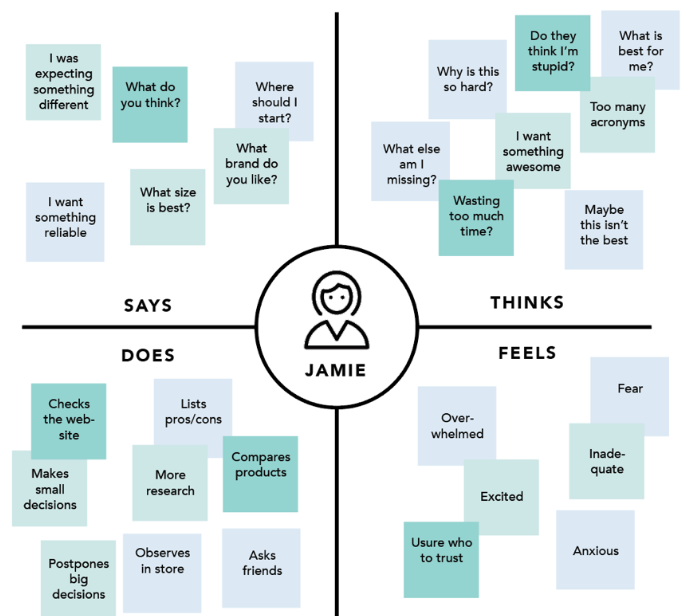 I was
expecting
something
different
What do
you think?
Where
should I
start?
What
brand do
you like?
I want
something
reliable
What size
is best?
SAYS
Why is this
so hard?
Do they
think I'm
stupid?
What is
best for
me?
Too many
acronyms
What else
am I
missing?
I want
something
awesome
Wasting
too much
time?
Maybe
this isn't
the best
THINKS
JAMIE
DOES
Checks
the web-
site
Lists
pros/cons
Compares
products
Makes
small
decisions
More
research
Postpones
big
decisions
Observes
in store
Asks
friends
FEELS
Over-
whelmed
Fear
Inade-
quate
Excited
Usure who
to trust
Anxious